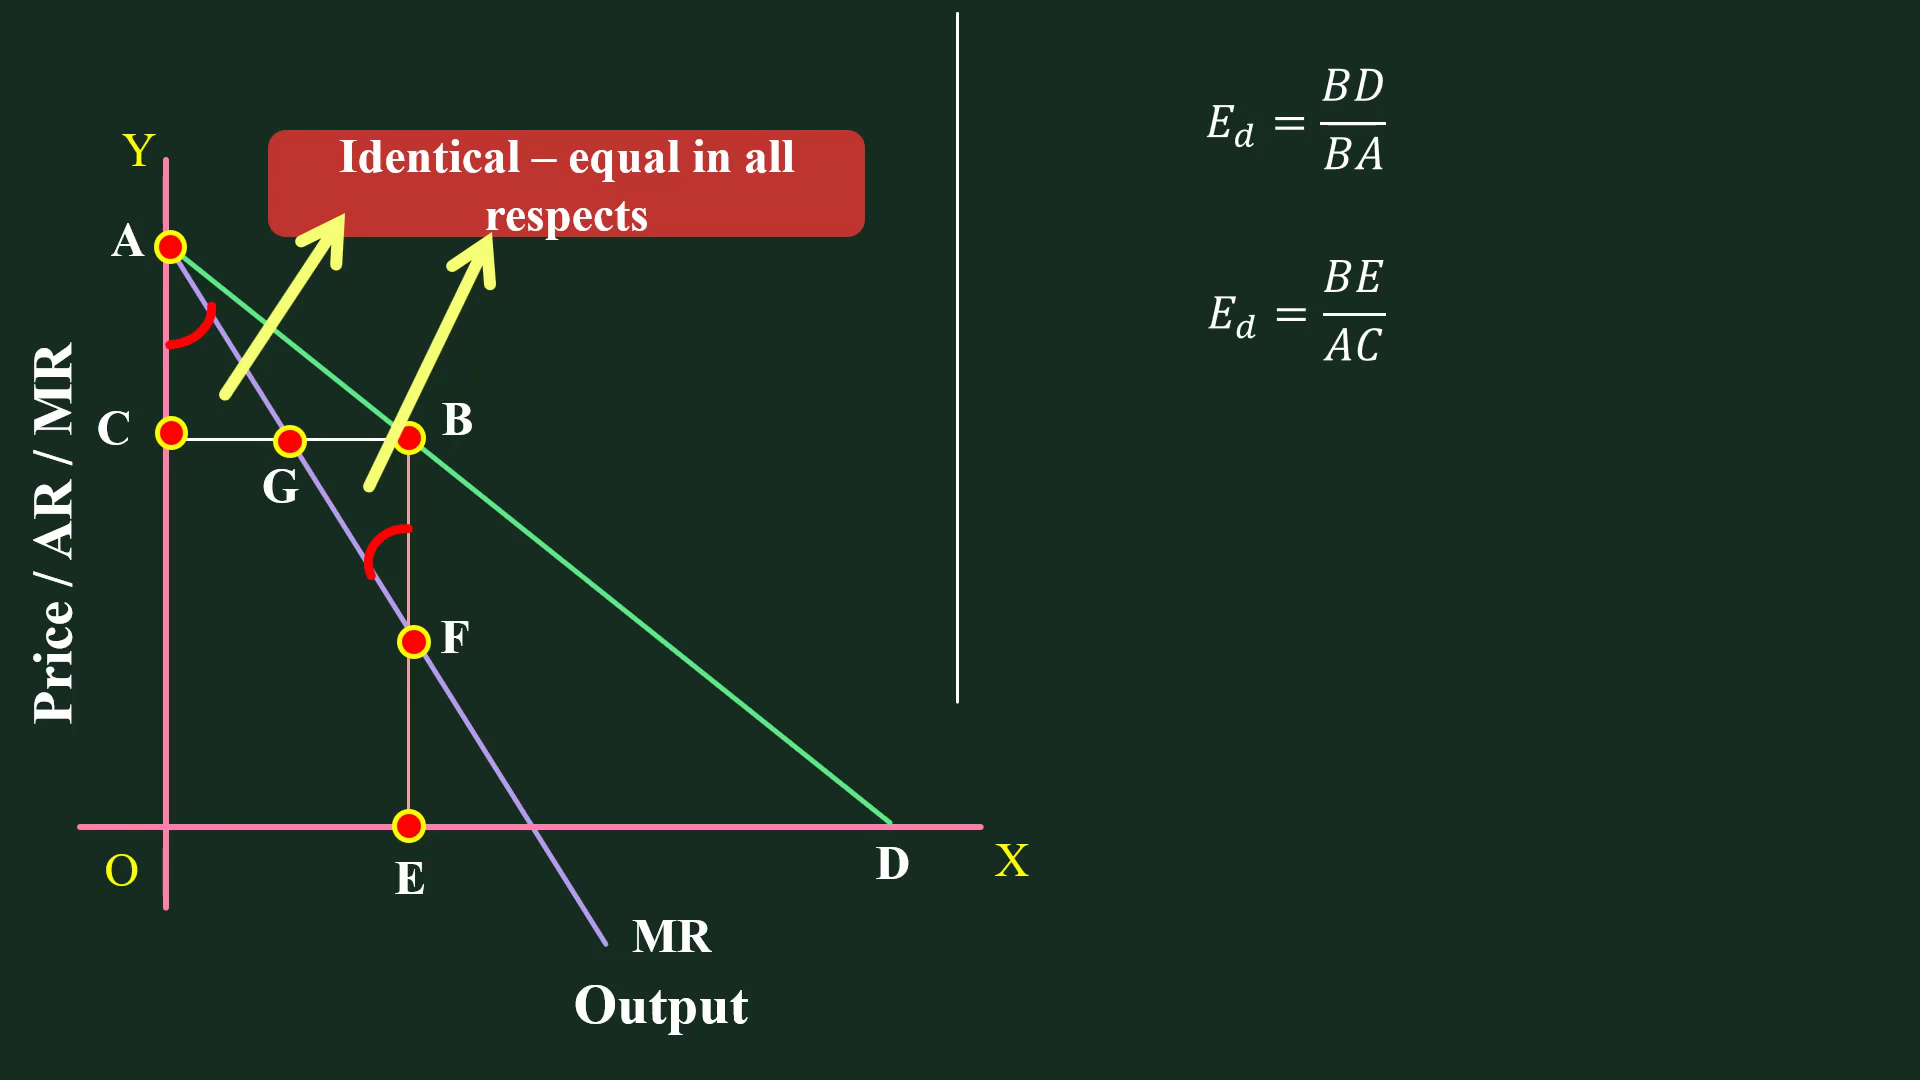 Y
Identical – equal in all
respects
A
C
B
G
F
Price / AR / MR
O
E
D
X
MR
Output
E_d = BD/BA
E_d = BE/AC